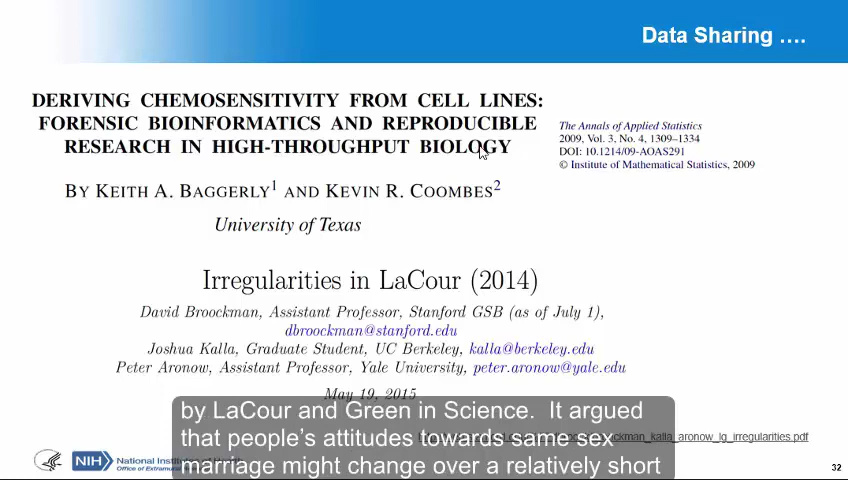 Data Sharing ....
DERIVING CHEMOSENSITIVITY FROM CELL LINES:
FORENSIC BIOINFORMATICS AND REPRODUCIBLE
RESEARCH IN HIGH-THROUGHPUT BIOLOGY
BY KEITH A. BAGGERLY1 AND KEVIN R. COOMBES2
University of Texas
The Annals of Applied Statistics
2009, Vol. 3, No. 4, 1309–1334
DOI: 10.1214/09-AOAS291
© Institute of Mathematical Statistics, 2009
Irregularities in LaCour (2014)
David Broockman, Assistant Professor, Stanford GSB (as of July 1),
dbroockman@stanford.edu
Joshua Kalla, Graduate Student, UC Berkeley, kalla@berkeley.edu
Peter Aronow, Assistant Professor, Yale University, peter.aronow@yale.edu
May 19, 2015
by LaCour and Green in Science. It argued
that people's attitudes towards same-sex
marriage might change over a relatively short
NIH
32